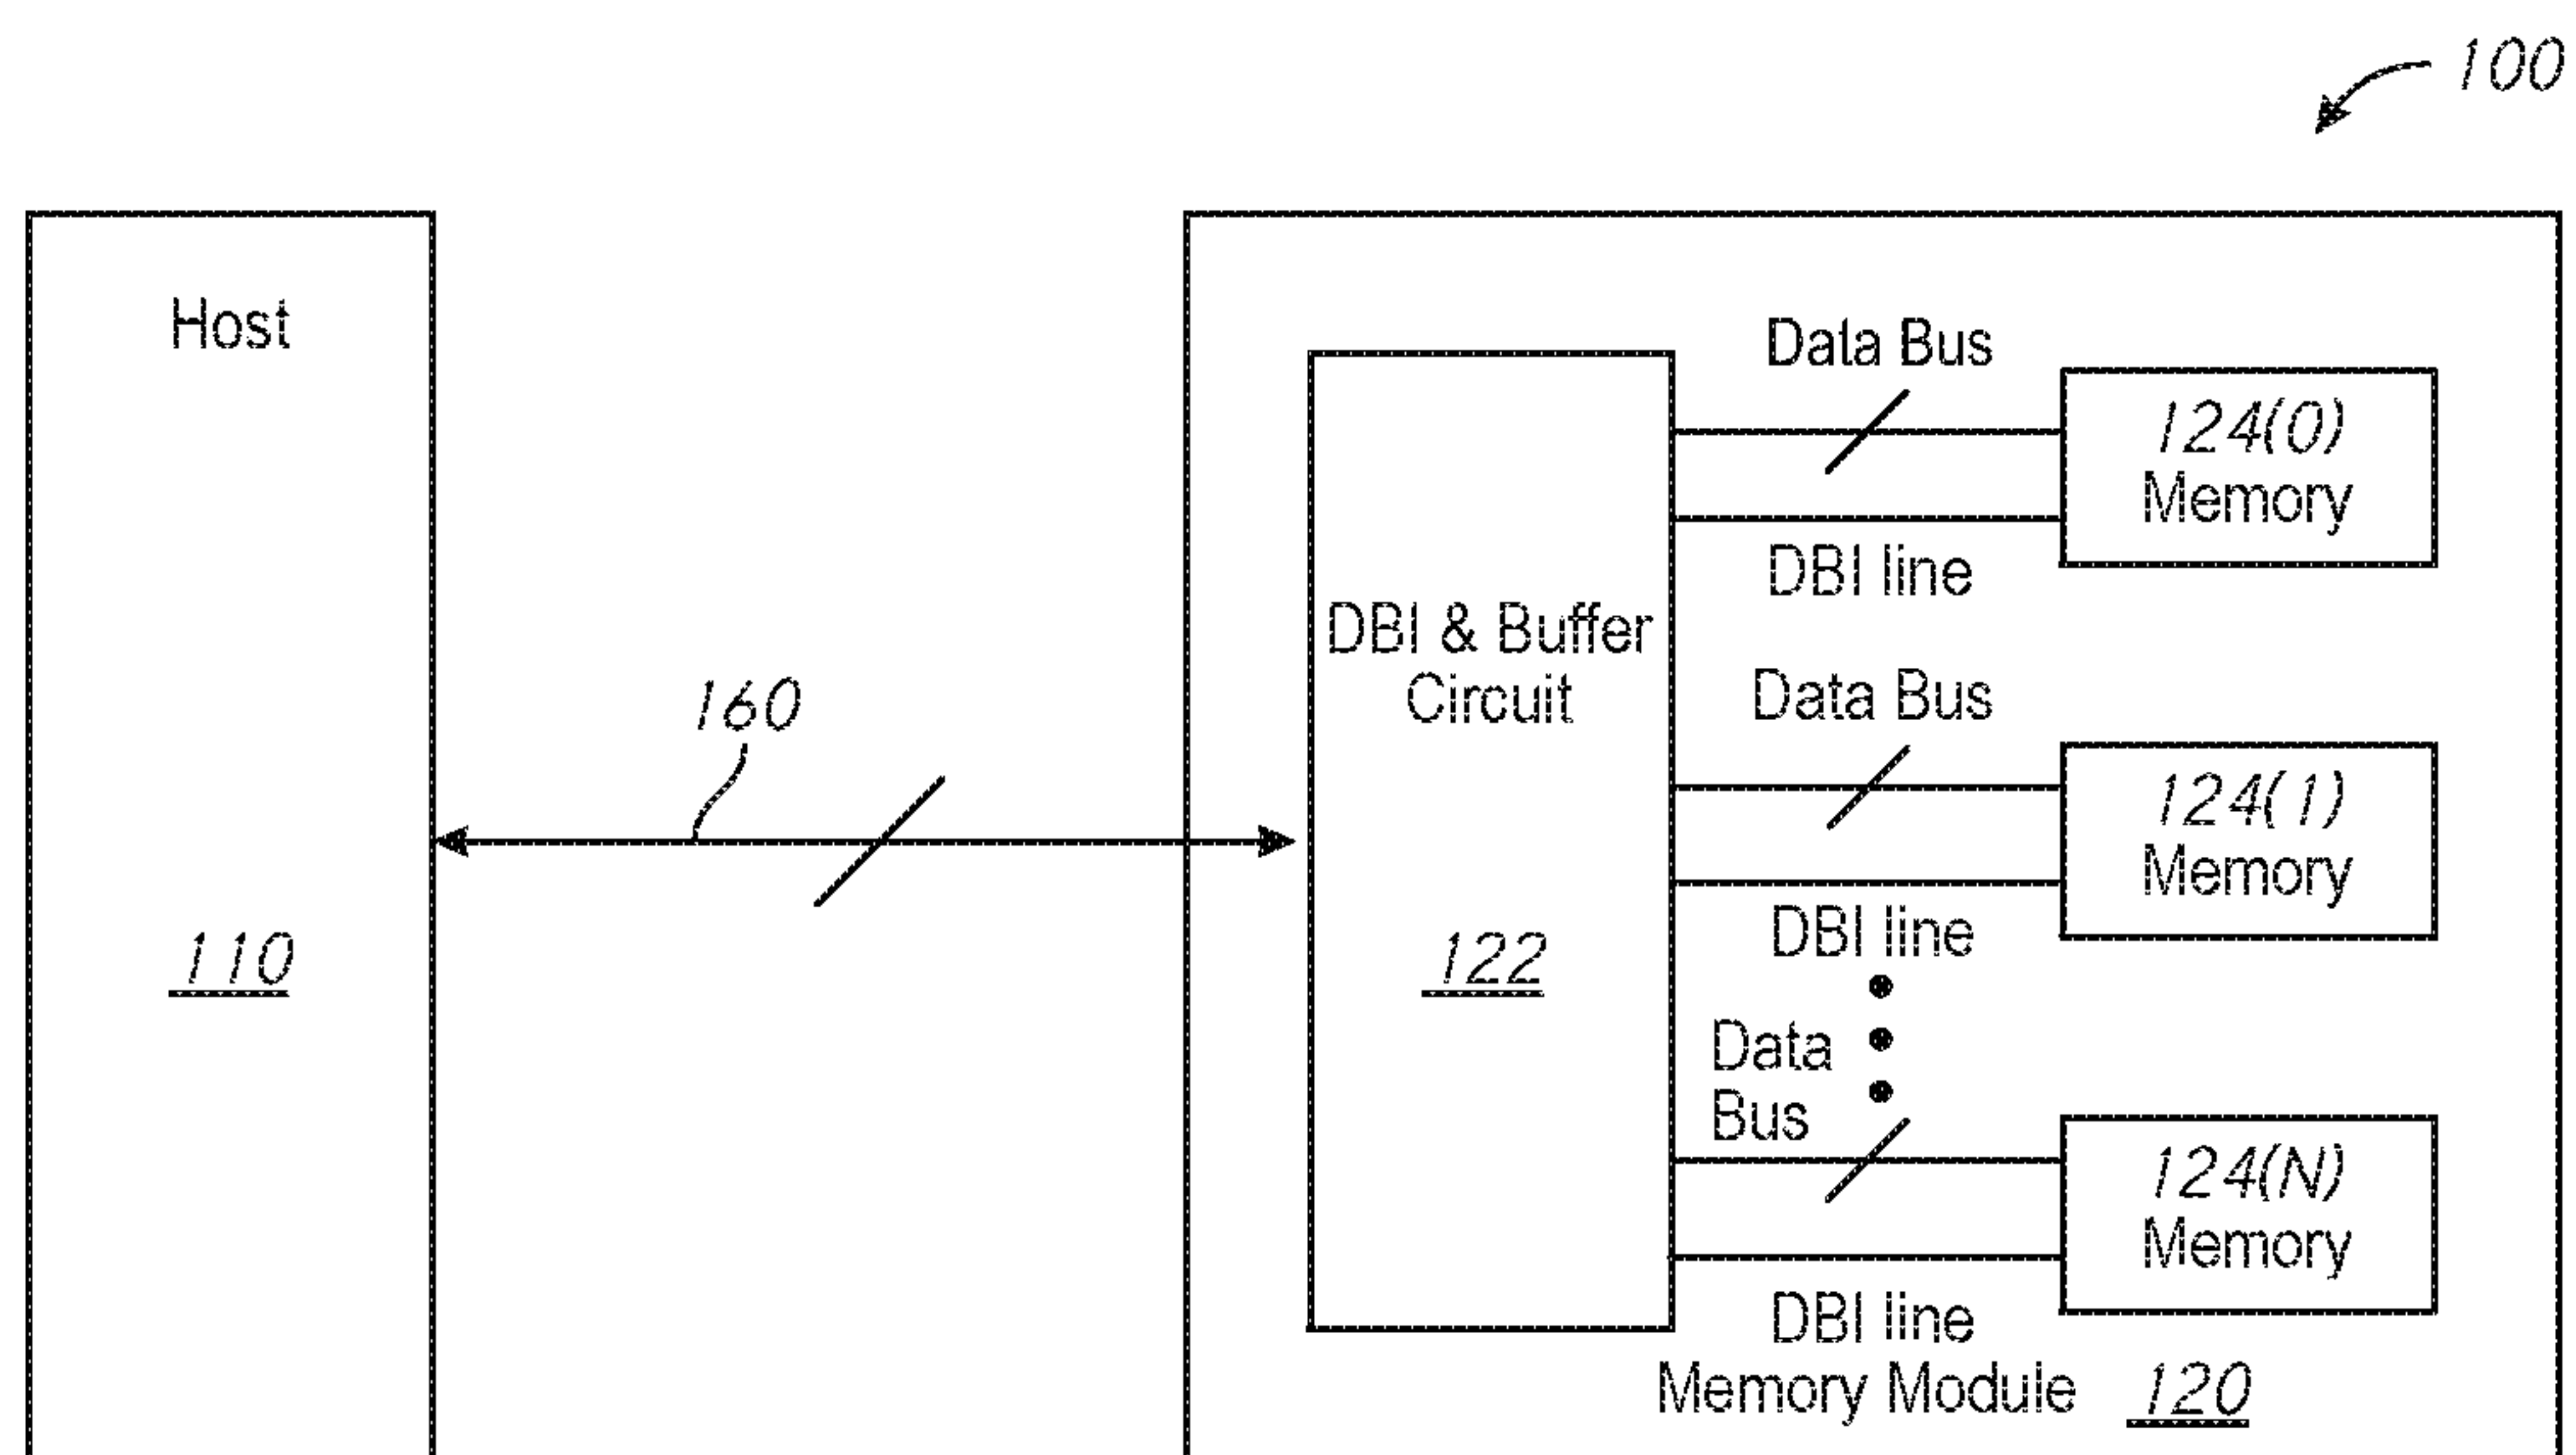 100
Host
110
160
DBI & Buffer
Circuit
122
Data Bus
124(0)
Memory
DBI line
Data Bus
124(1)
Memory
DBI line
Data
Bus
124(N)
Memory
DBI line
Memory Module 120